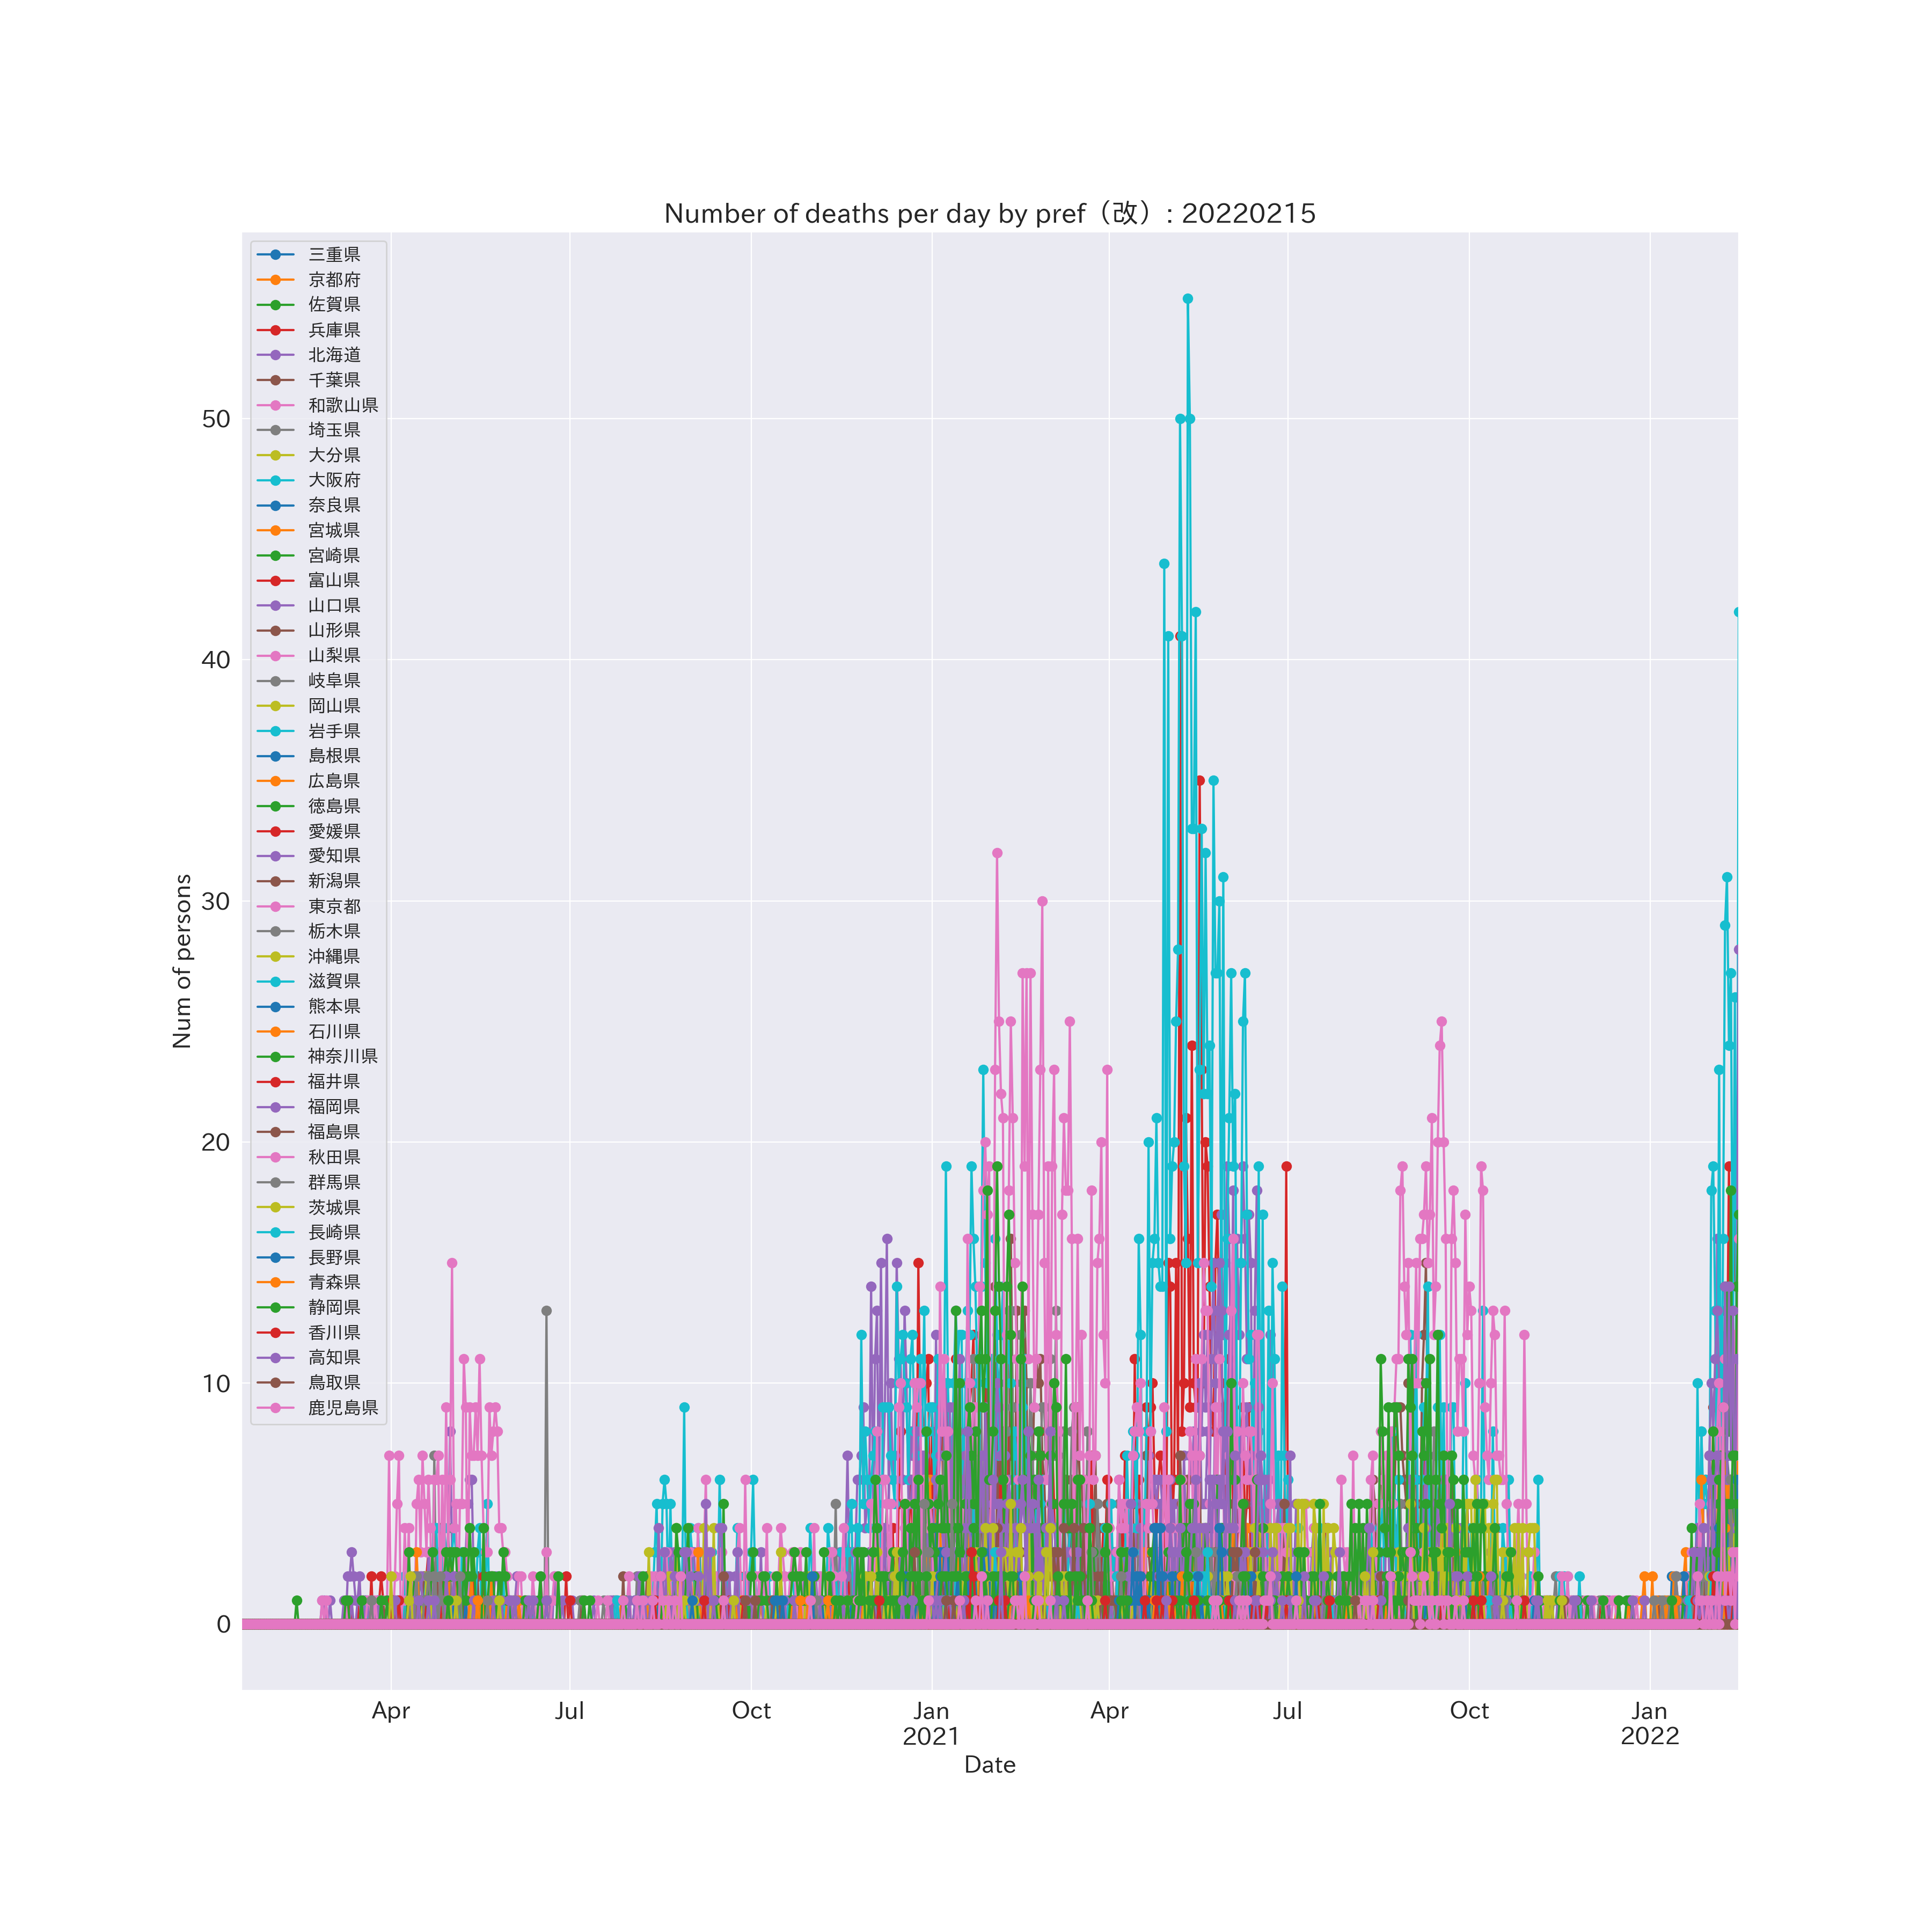 Number of deaths per day by pref（改）: 20220215
三重県
京都府
佐賀県
兵庫県
北海道
千葉県
和歌山県
埼玉県
大分県
大阪府
奈良県
宮城県
宮崎県
富山県
山口県
山形県
山梨県
岐阜県
岡山県
岩手県
島根県
広島県
徳島県
愛媛県
愛知県
新潟県
東京都
栃木県
沖縄県
滋賀県
熊本県
石川県
神奈川県
福井県
福岡県
福島県
秋田県
群馬県
茨城県
長崎県
長野県
青森県
静岡県
香川県
高知県
鳥取県
鹿児島県
Num of persons
50
40
30
20
10
0
Apr Jul Oct Jan Apr Jul Oct Jan
2021 2022
Date